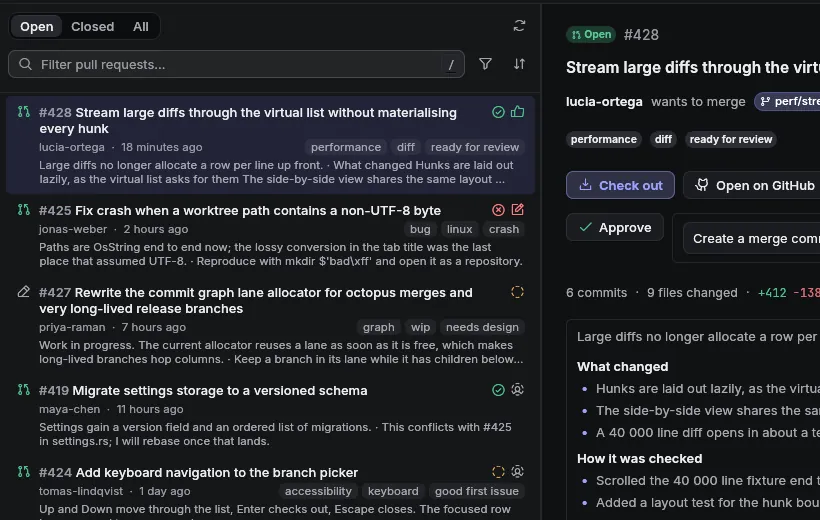 Open Closed All
Filter pull requests... /
#428 Stream large diffs through the virtual list without materialising
every hunk
lucia-ortega · 18 minutes ago performance diff ready for review
Large diffs no longer allocate a row per line up front. · What changed Hunks are laid out
lazily, as the virtual list asks for them The side-by-side view shares the same layout ...
#425 Fix crash when a worktree path contains a non-UTF-8 byte
jonas-weber · 2 hours ago bug linux crash
Paths are OsString end to end now; the lossy conversion in the tab title was the last
place that assumed UTF-8. · Reproduce with mkdir $'bad\xff' and open it as a repository.
#427 Rewrite the commit graph lane allocator for octopus merges and
very long-lived release branches
priya-raman · 7 hours ago graph wip needs design
Work in progress. The current allocator reuses a lane as soon as it is free, which makes
long-lived branches hop columns. · Keep a branch in its lane while it has children below...
#419 Migrate settings storage to a versioned schema
maya-chen · 11 hours ago
Settings gain a version field and an ordered list of migrations. · This conflicts with #425
in settings.rs; I will rebase once that lands.
#424 Add keyboard navigation to the branch picker
tomas-lindqvist · 1 day ago accessibility keyboard good first issue
Up and Down move through the list, Enter checks out, Escape closes. The focused row
Open #428
Stream large diffs through the virt
lucia-ortega wants to merge perf/stre
performance diff ready for review
Check out Open on GitHub
Approve Create a merge comm
6 commits · 9 files changed · +412 -138
Large diffs no longer allocate a row per
What changed
• Hunks are laid out lazily, as the virtua
• The side-by-side view shares the sa
• A 40 000 line diff opens in about a te
How it was checked
• Scrolled the 40 000 line fixture end t
• Added a layout test for the hunk bou